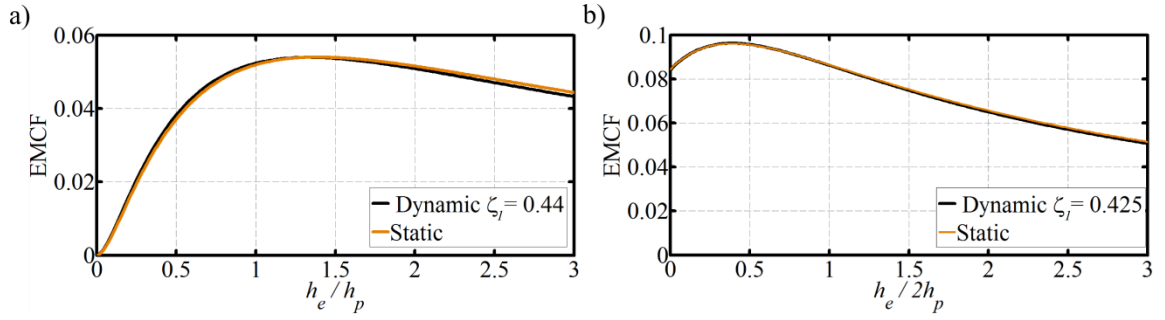 a)
0.06
0.04
0.02
0
EMCF
0 0.5 1 1.5 2 2.5 3
h_e / h_p
Dynamic ζ_l = 0.44
Static
b)
0.1
0.08
0.06
0.04
0.02
0
EMCF
0 0.5 1 1.5 2 2.5 3
h_e / 2h_p
Dynamic ζ_l = 0.425
Static